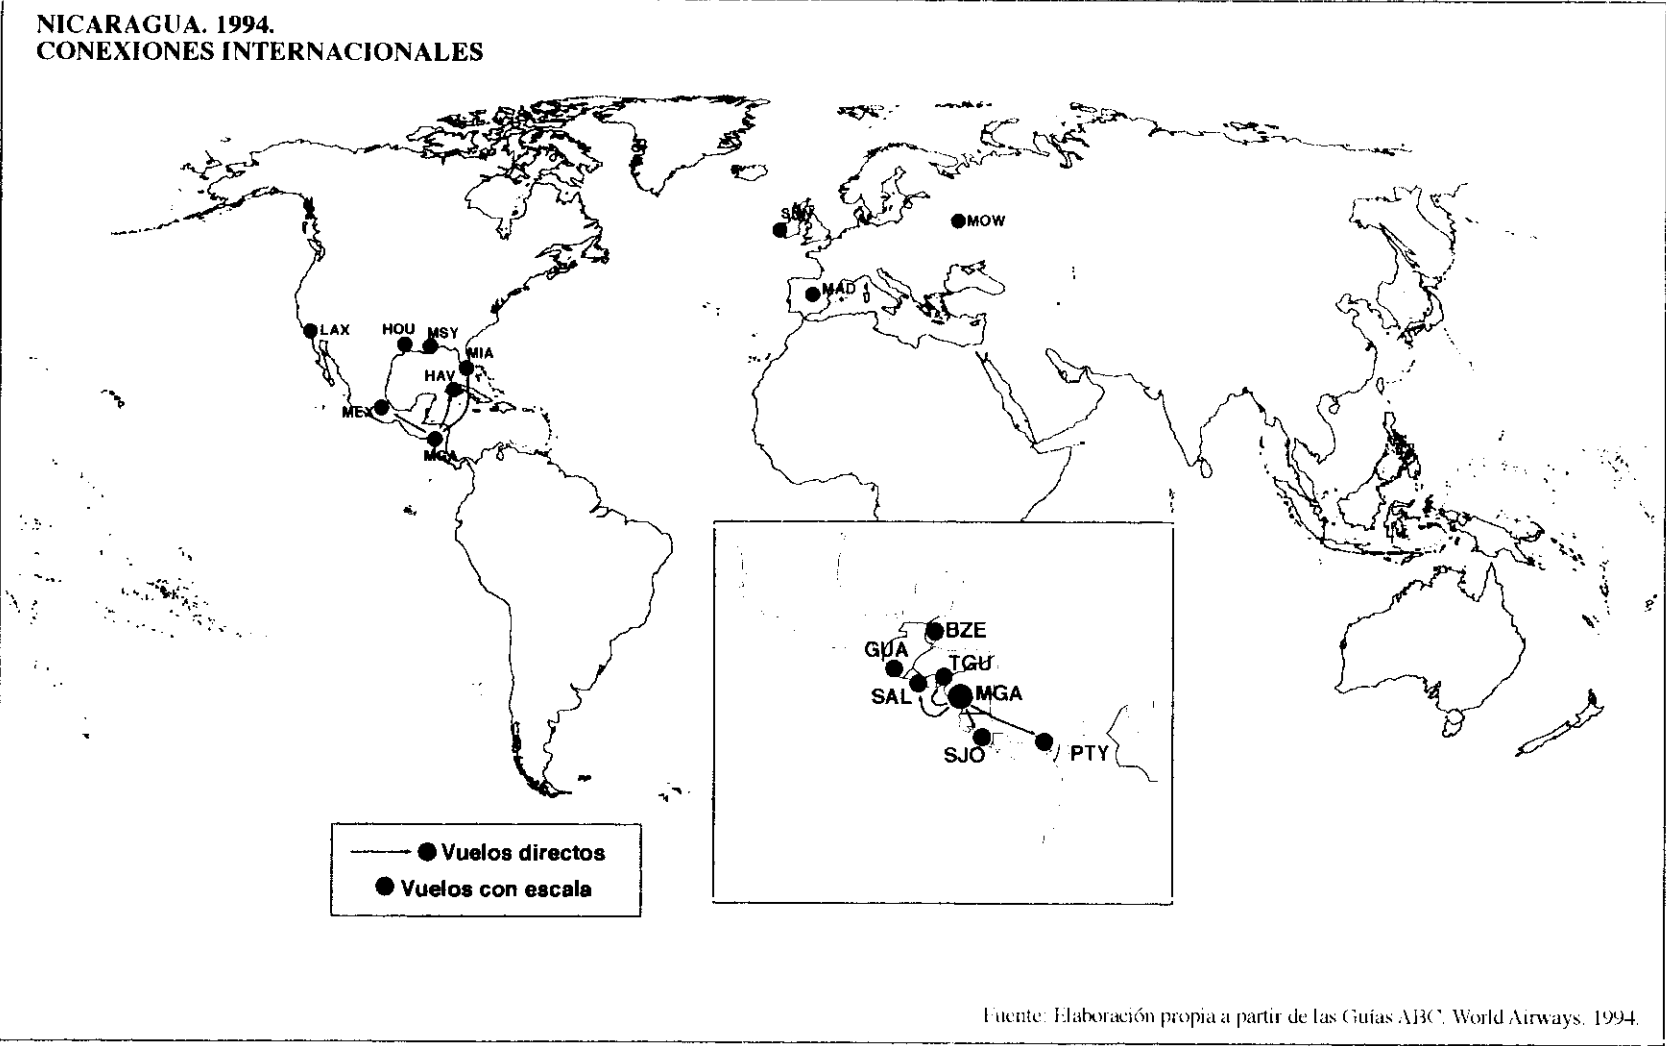 NICARAGUA. 1994.
CONEXIONES INTERNACIONALES
MOW
MAD
LAX
HOU
MSY
MIA
HAV
MEX
MGA
BZE
GUA
TGU
SAL
MGA
SJO
PTY
Vuelos directos
Vuelos con escala
Fuente: Elaboración propia a partir de las Guías ABC. World Airways. 1994.